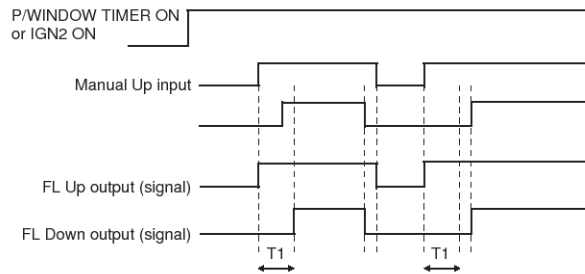 P/WINDOW TIMER ON
or IGN2 ON
Manual Up input
FL Up output (signal)
FL Down output (signal)
T1
T1